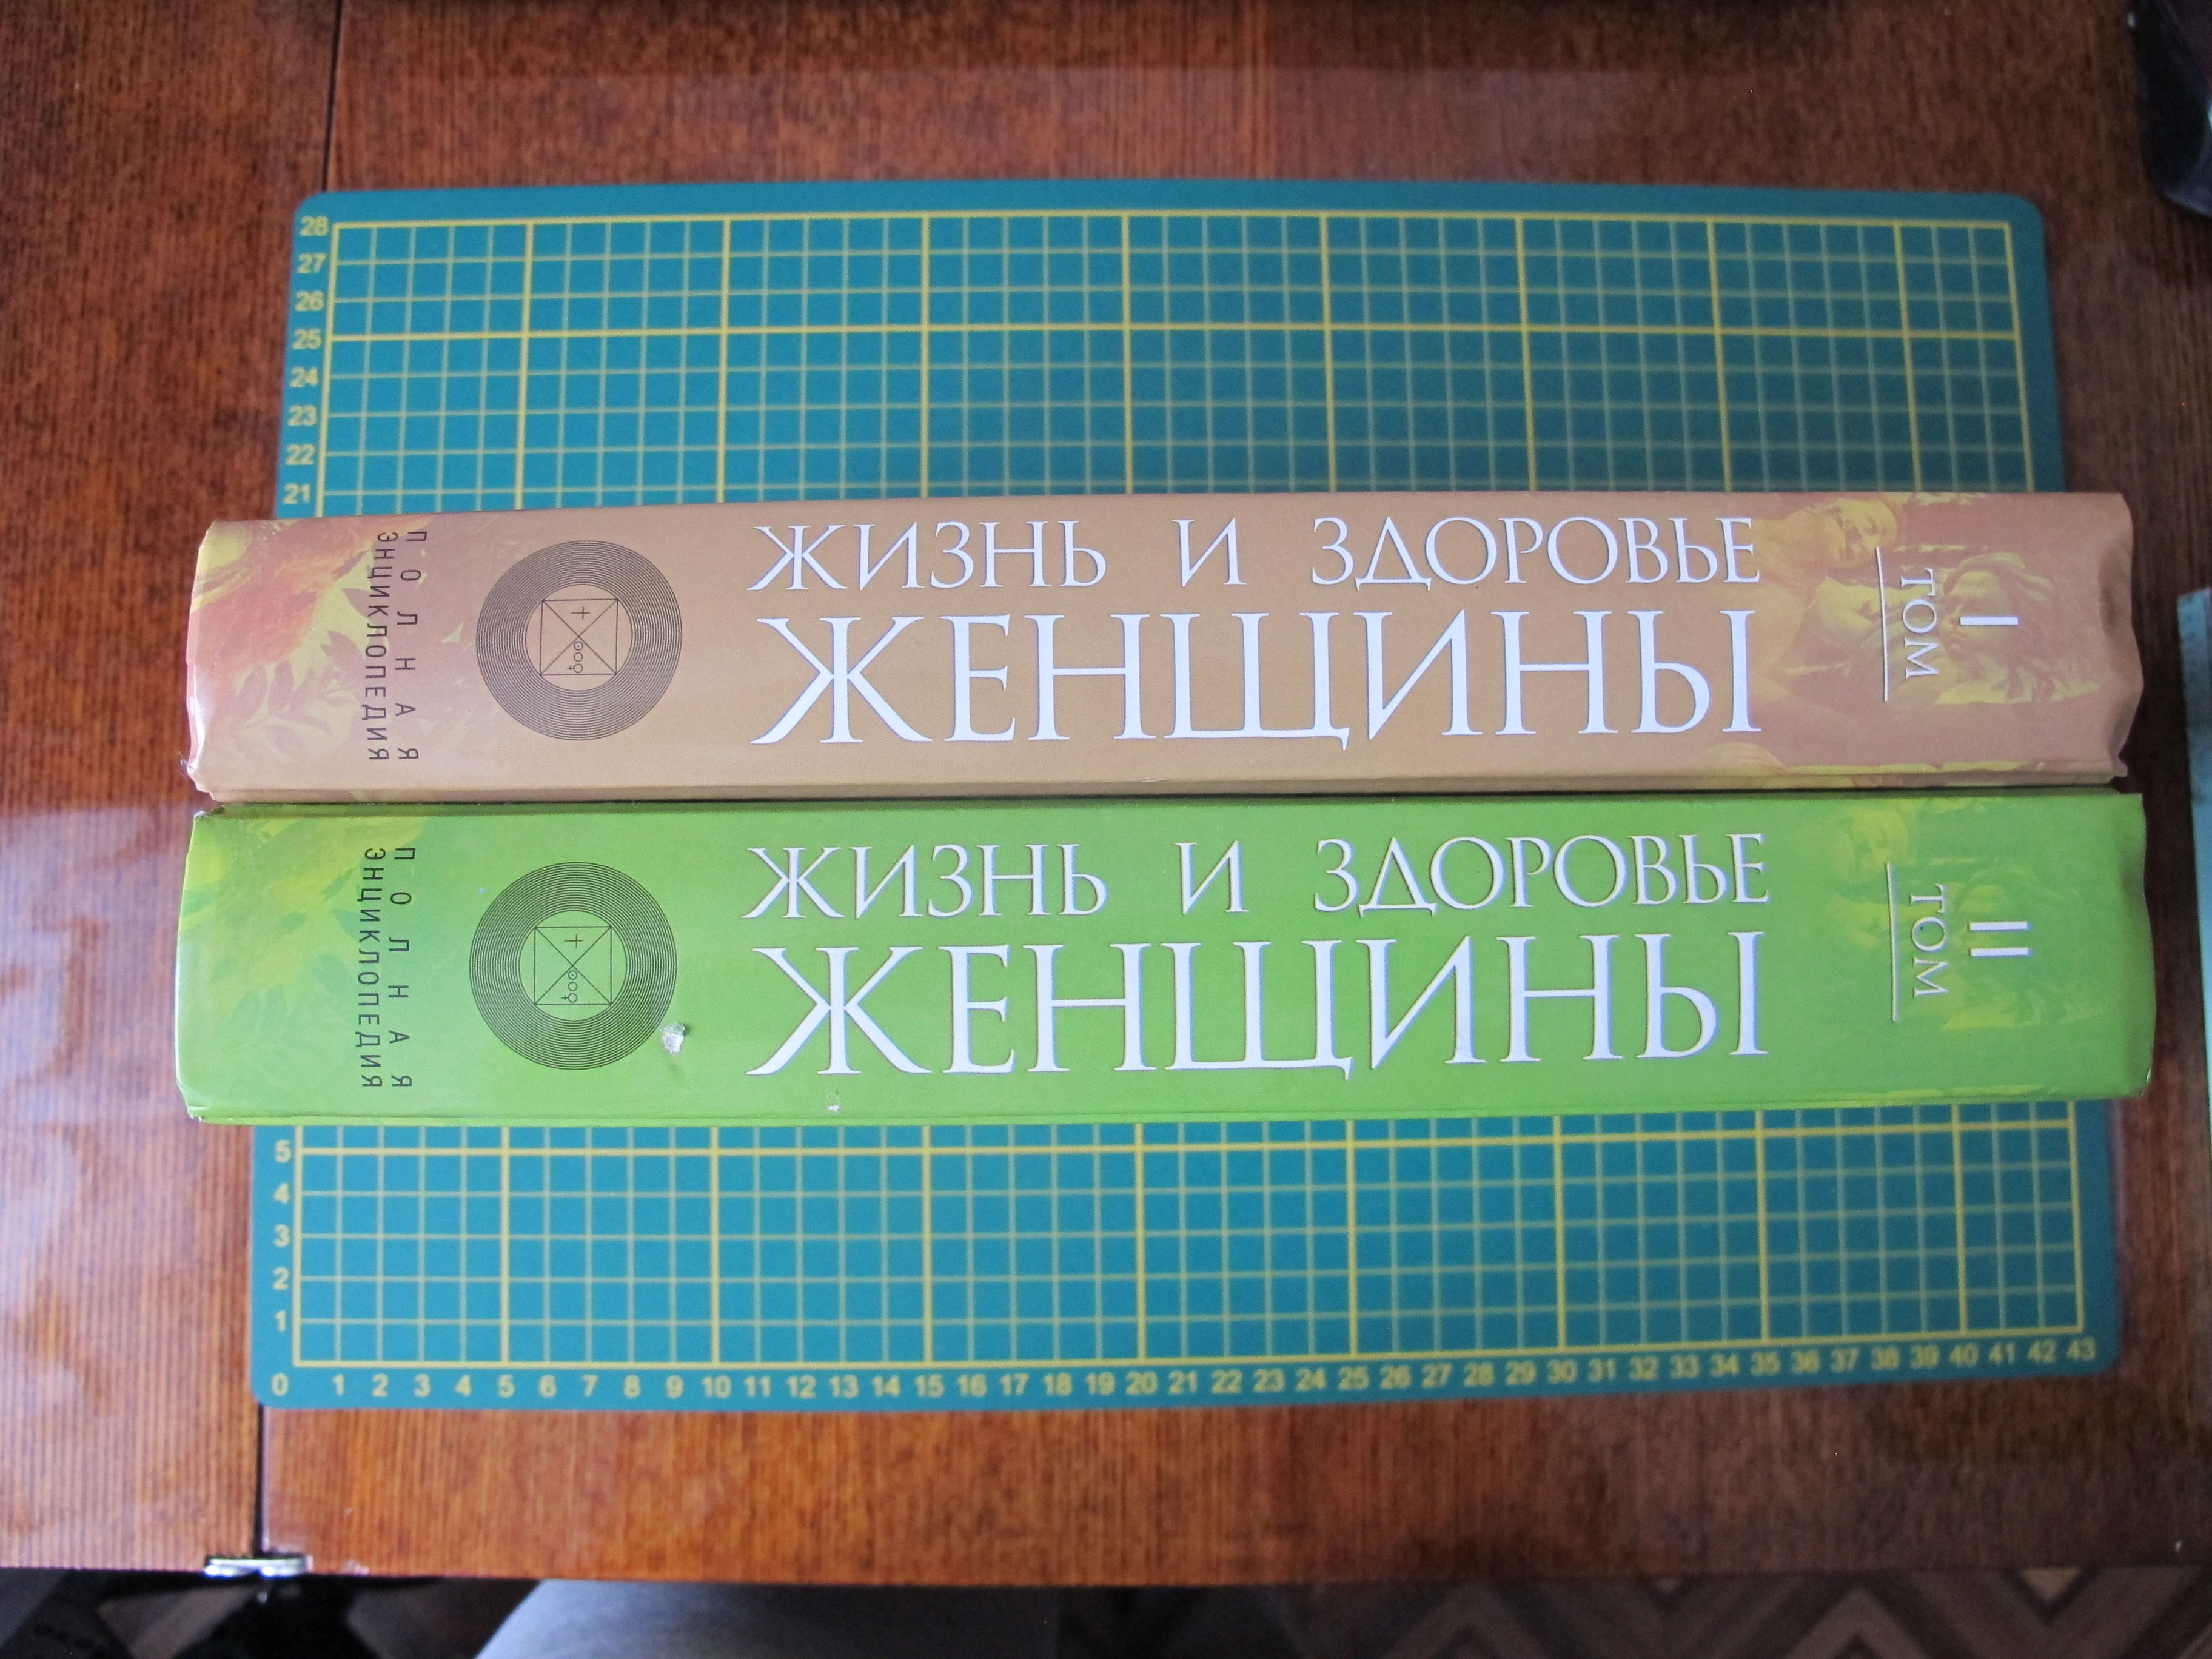 28
27
26
25
24
23
22
21
ПОЛНАЯ
ЭНЦИКЛОПЕДИЯ
ЖИЗНЬ И ЗДОРОВЬЕ
ЖЕНЩИНЫ
I
ТОМ
ПОЛНАЯ
ЭНЦИКЛОПЕДИЯ
ЖИЗНЬ И ЗДОРОВЬЕ
ЖЕНЩИНЫ
II
ТОМ
5
4
3
2
1
0 1 2 3 4 5 6 7 8 9 10 11 12 13 14 15 16 17 18 19 20 21 22 23 24 25 26 27 28 29 30 31 32 33 34 35 36 37 38 39 40 41 42 43